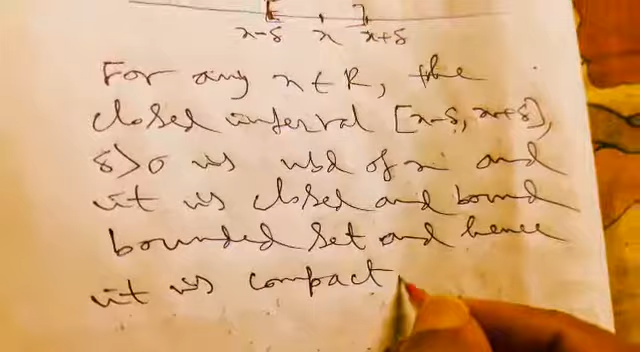 x-δ x x+δ
For any x ∈ R, the
closed interval [x-δ, x+δ],
δ>0 is nbd of x and
it is closed and bound
bounded set and hence
it is compact